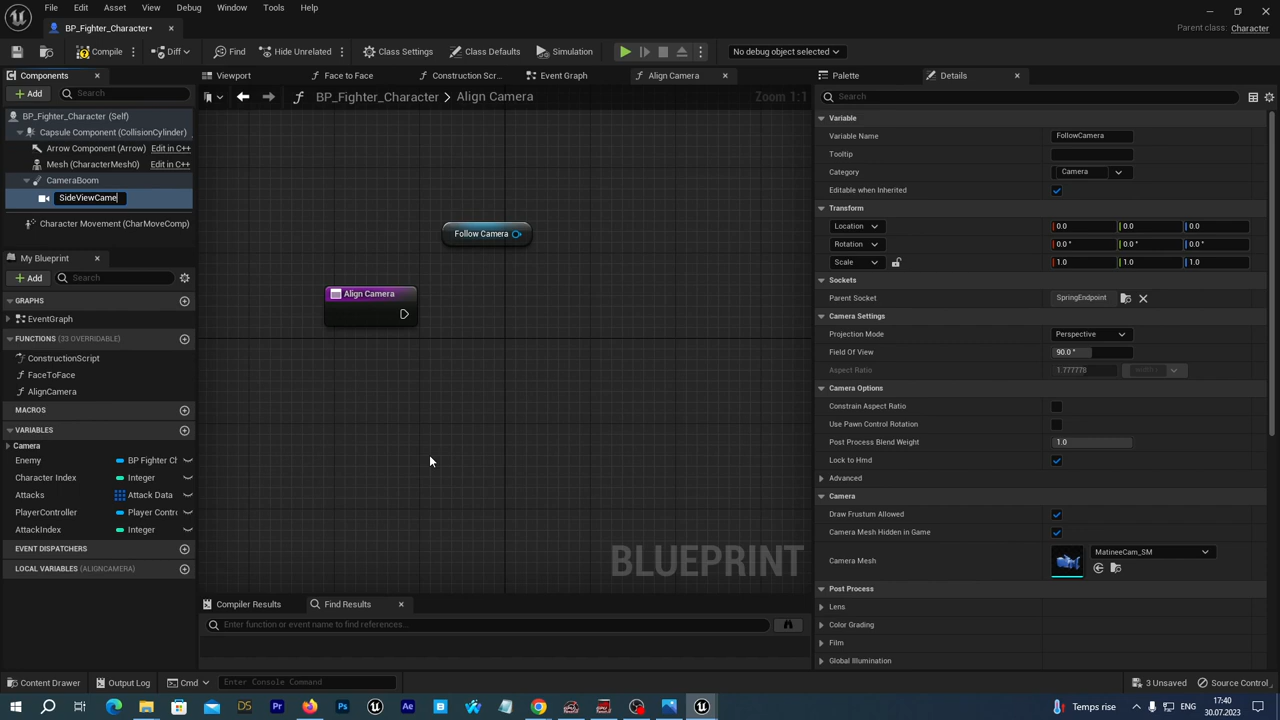 File Edit Asset View Debug Window Tools Help
BP_Fighter_Character*
Parent class: Character
Compile Diff Find Hide Unrelated Class Settings Class Defaults Simulation No debug object selected
Components
Viewport Face to Face Construction Scr... Event Graph Align Camera
Palette Details
Add Search
BP_Fighter_Character > Align Camera Zoom 1:1
Search
BP_Fighter_Character (Self)
Capsule Component (CollisionCylinder)
Arrow Component (Arrow) Edit in C++
Mesh (CharacterMesh0) Edit in C++
CameraBoom
SideViewCame
Character Movement (CharMoveComp)
My Blueprint
Add Search
GRAPHS
EventGraph
FUNCTIONS (33 OVERRIDABLE)
ConstructionScript
FaceToFace
AlignCamera
MACROS
VARIABLES
Camera
Enemy BP Fighter Ch
Character Index Integer
Attacks Attack Data
PlayerController Player Contro
AttackIndex Integer
EVENT DISPATCHERS
LOCAL VARIABLES (ALIGNCAMERA)
Follow Camera
Align Camera
BLUEPRINT
Compiler Results Find Results
Enter function or event name to find references...
Variable
Variable Name FollowCamera
Tooltip
Category Camera
Editable when Inherited
Transform
Location 0.0 0.0 0.0
Rotation 0.0 ° 0.0 ° 0.0 °
Scale 1.0 1.0 1.0
Sockets
Parent Socket SpringEndpoint
Camera Settings
Projection Mode Perspective
Field Of View 90.0 °
Aspect Ratio 1.777778
Camera Options
Constrain Aspect Ratio
Use Pawn Control Rotation
Post Process Blend Weight 1.0
Lock to Hmd
Advanced
Camera
Draw Frustum Allowed
Camera Mesh Hidden in Game
Camera Mesh MatineeCam_SM
Post Process
Lens
Color Grading
Film
Global Illumination
Content Drawer Output Log Cmd Enter Console Command 3 Unsaved Source Control
Temp rise 17:40
30.07.2023